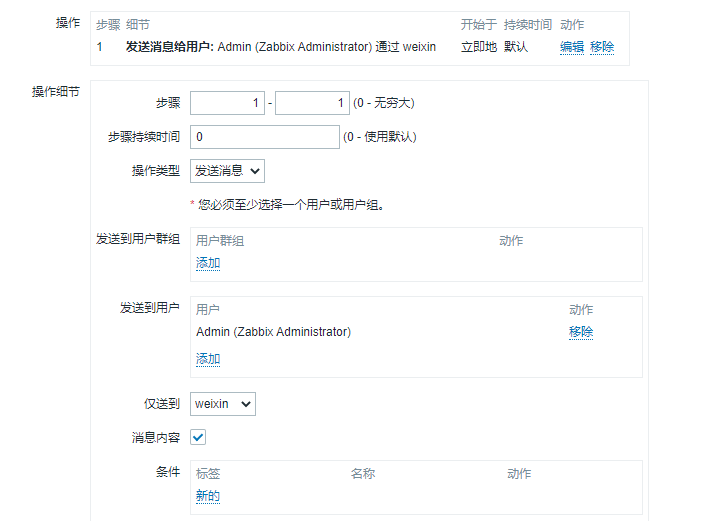 操作 步骤 细节 开始于 持续时间 动作
1 发送消息给用户: Admin (Zabbix Administrator) 通过 weixin 立即地 默认 编辑 移除
操作细节
步骤 1 - 1 (0 - 无穷大)
步骤持续时间 0 (0 - 使用默认)
操作类型 发送消息
* 您必须至少选择一个用户或用户组。
发送到用户群组 用户群组 动作
添加
发送到用户 用户 动作
Admin (Zabbix Administrator) 移除
添加
仅送到 weixin
消息内容
条件 标签 名称 动作
新的